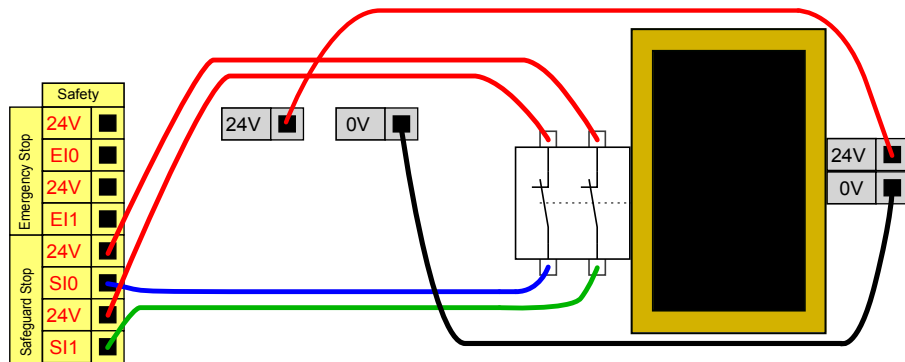 Safety
Emergency Stop
24V
EI0
24V
EI1
Safeguard Stop
24V
SI0
24V
SI1
24V
0V
24V
0V